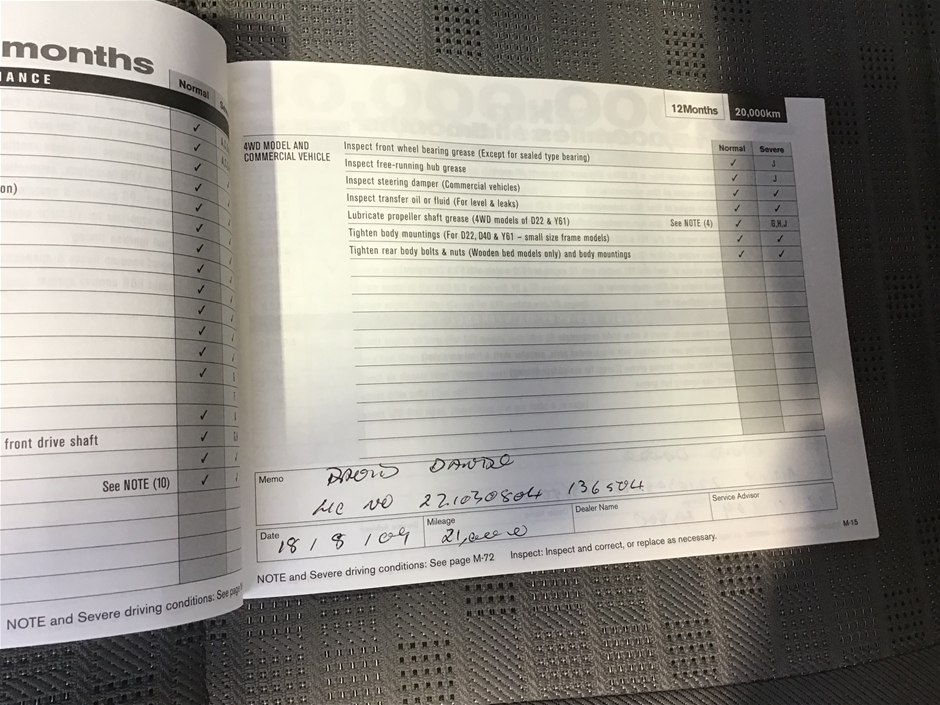 months
Normal
on)
front drive shaft
See NOTE (10)
NOTE and Severe driving conditions: See page
12Months 20,000km
Normal Severe
4WD MODEL AND
COMMERCIAL VEHICLE
Inspect front wheel bearing grease (Except for sealed type bearing) ✓ J
Inspect free-running hub grease ✓ J
Inspect steering damper (Commercial vehicles) ✓ ✓
Inspect transfer oil or fluid (For level & leaks) ✓ ✓
Lubricate propeller shaft grease (4WD models of D22 & Y61) See NOTE (4) ✓ G,H,J
Tighten body mountings (For D22, D40 & Y61 – small size frame models) ✓ ✓
Tighten rear body bolts & nuts (Wooden bed models only) and body mountings ✓ ✓
Memo DAVID
LIC NO 136504
Date 18/8/09 Mileage 21,000 Dealer Name Service Advisor
NOTE and Severe driving conditions: See page M-72 Inspect: Inspect and correct, or replace as necessary.
M-15